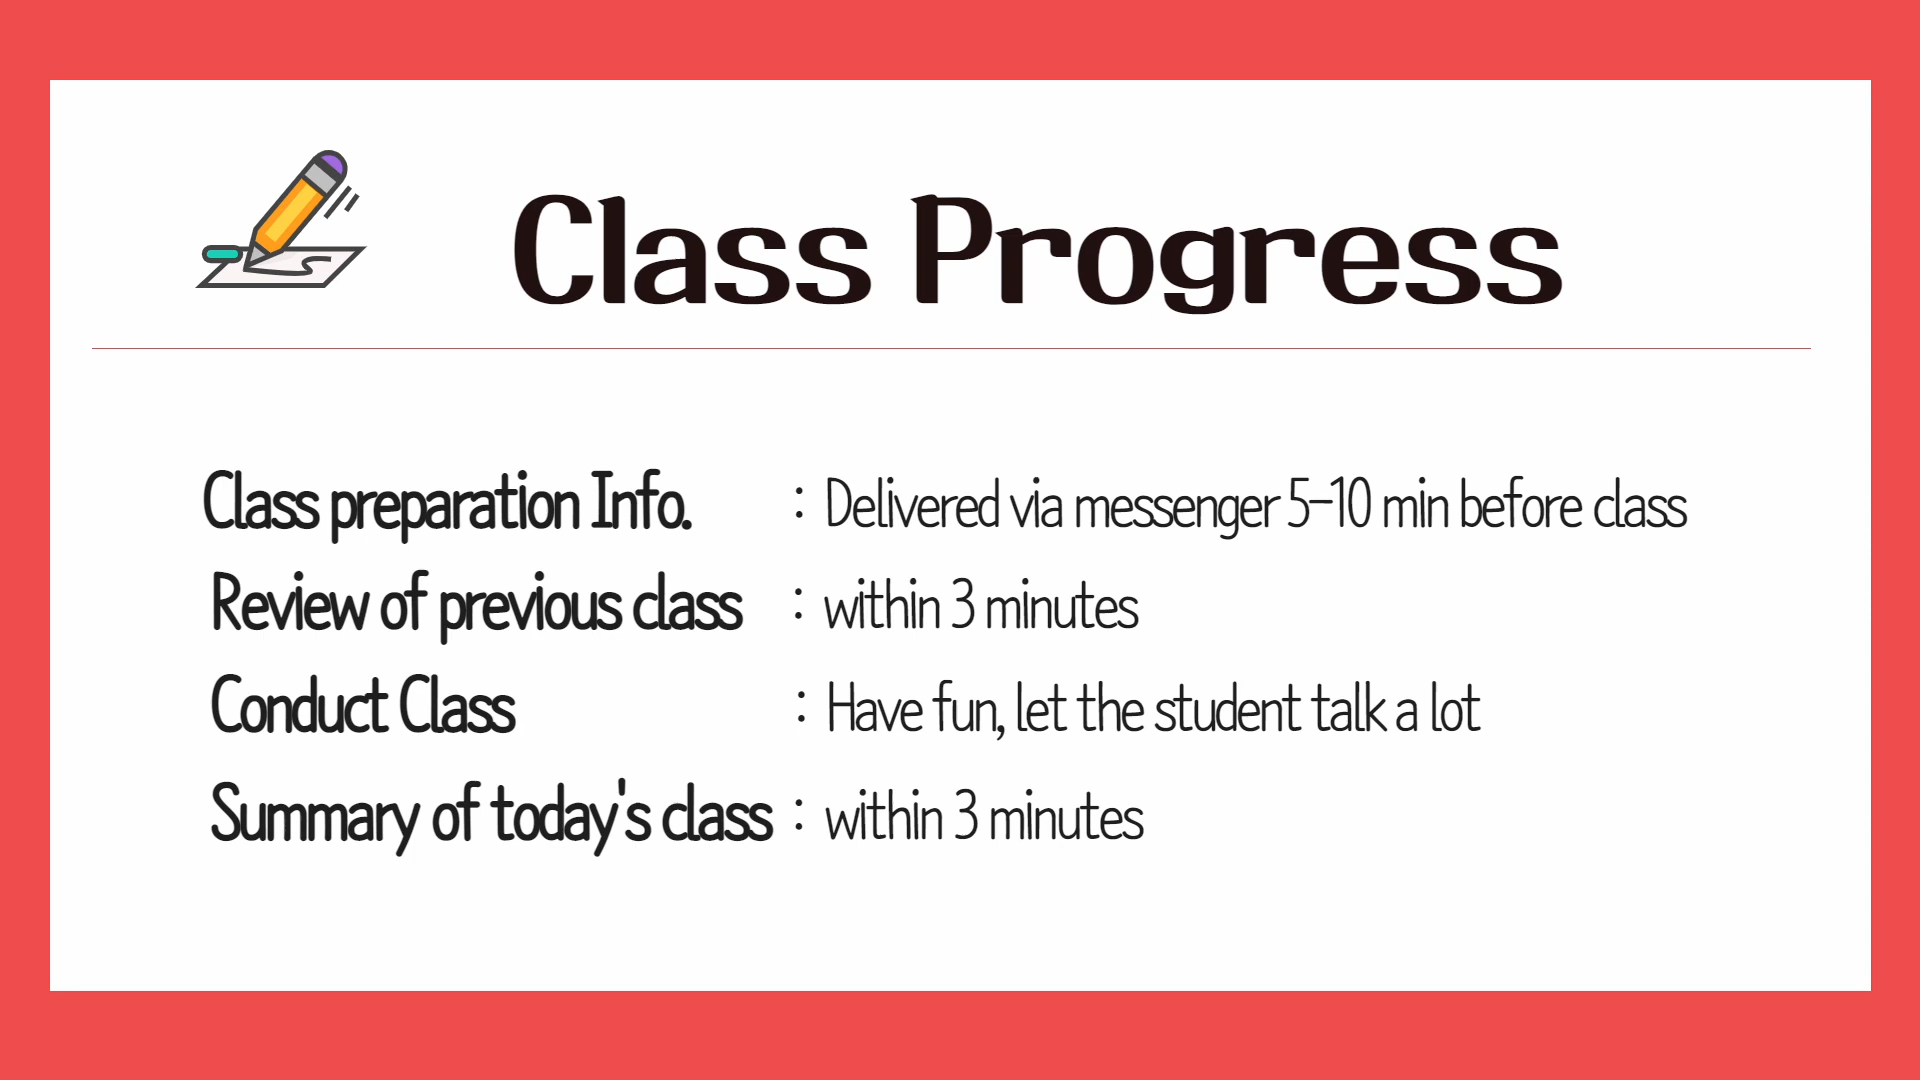 Class Progress
Class preparation Info. : Delivered via messenger 5-10 min before class
Review of previous class : within 3 minutes
Conduct Class : Have fun, let the student talk a lot
Summary of today's class : within 3 minutes